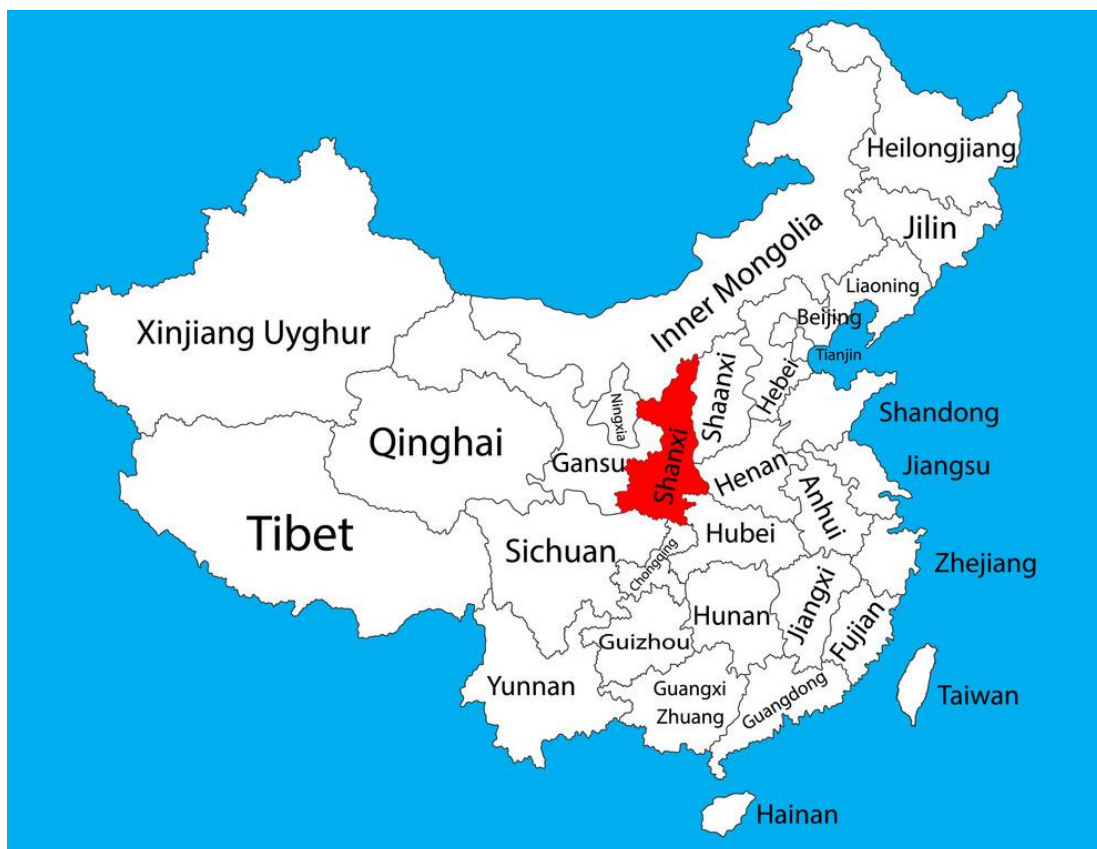 Heilongjiang
Jilin
Inner Mongolia
Liaoning
Beijing
Xinjiang Uyghur
Tianjin
Hebei
Shaanxi
Ningxia
Shandong
Qinghai
Gansu
Shanxi
Henan
Jiangsu
Anhui
Tibet
Sichuan
Chongqing
Hubei
Zhejiang
Jiangxi
Hunan
Fujian
Guizhou
Yunnan
Guangxi
Zhuang
Guangdong
Taiwan
Hainan